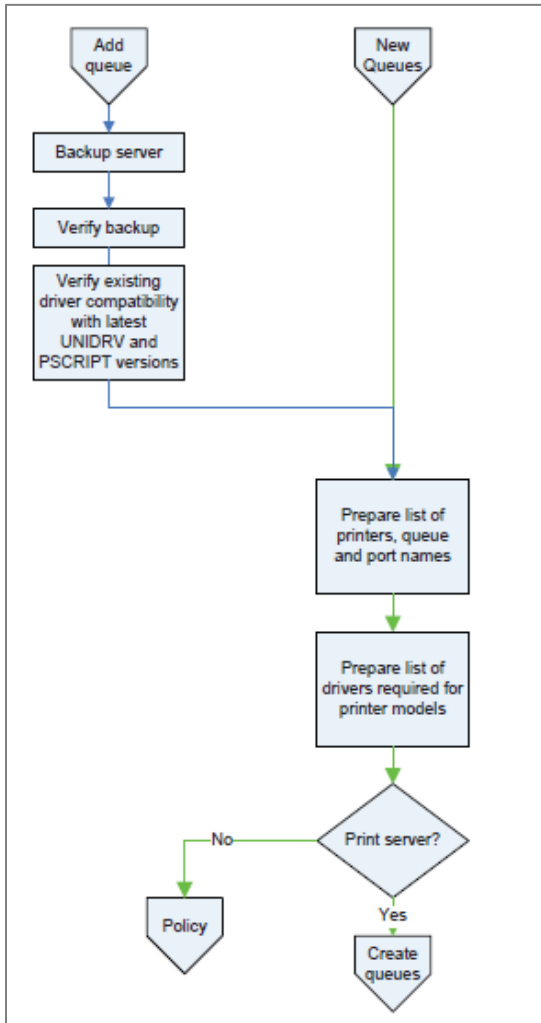 Add
queue
New
Queues
Backup server
Verify backup
Verify existing
driver compatibility
with latest
UNIDRV and
PSCRIPT versions
Prepare list of
printers, queue
and port names
Prepare list of
drivers required for
printer models
Print server?
No
Yes
Policy
Create
queues